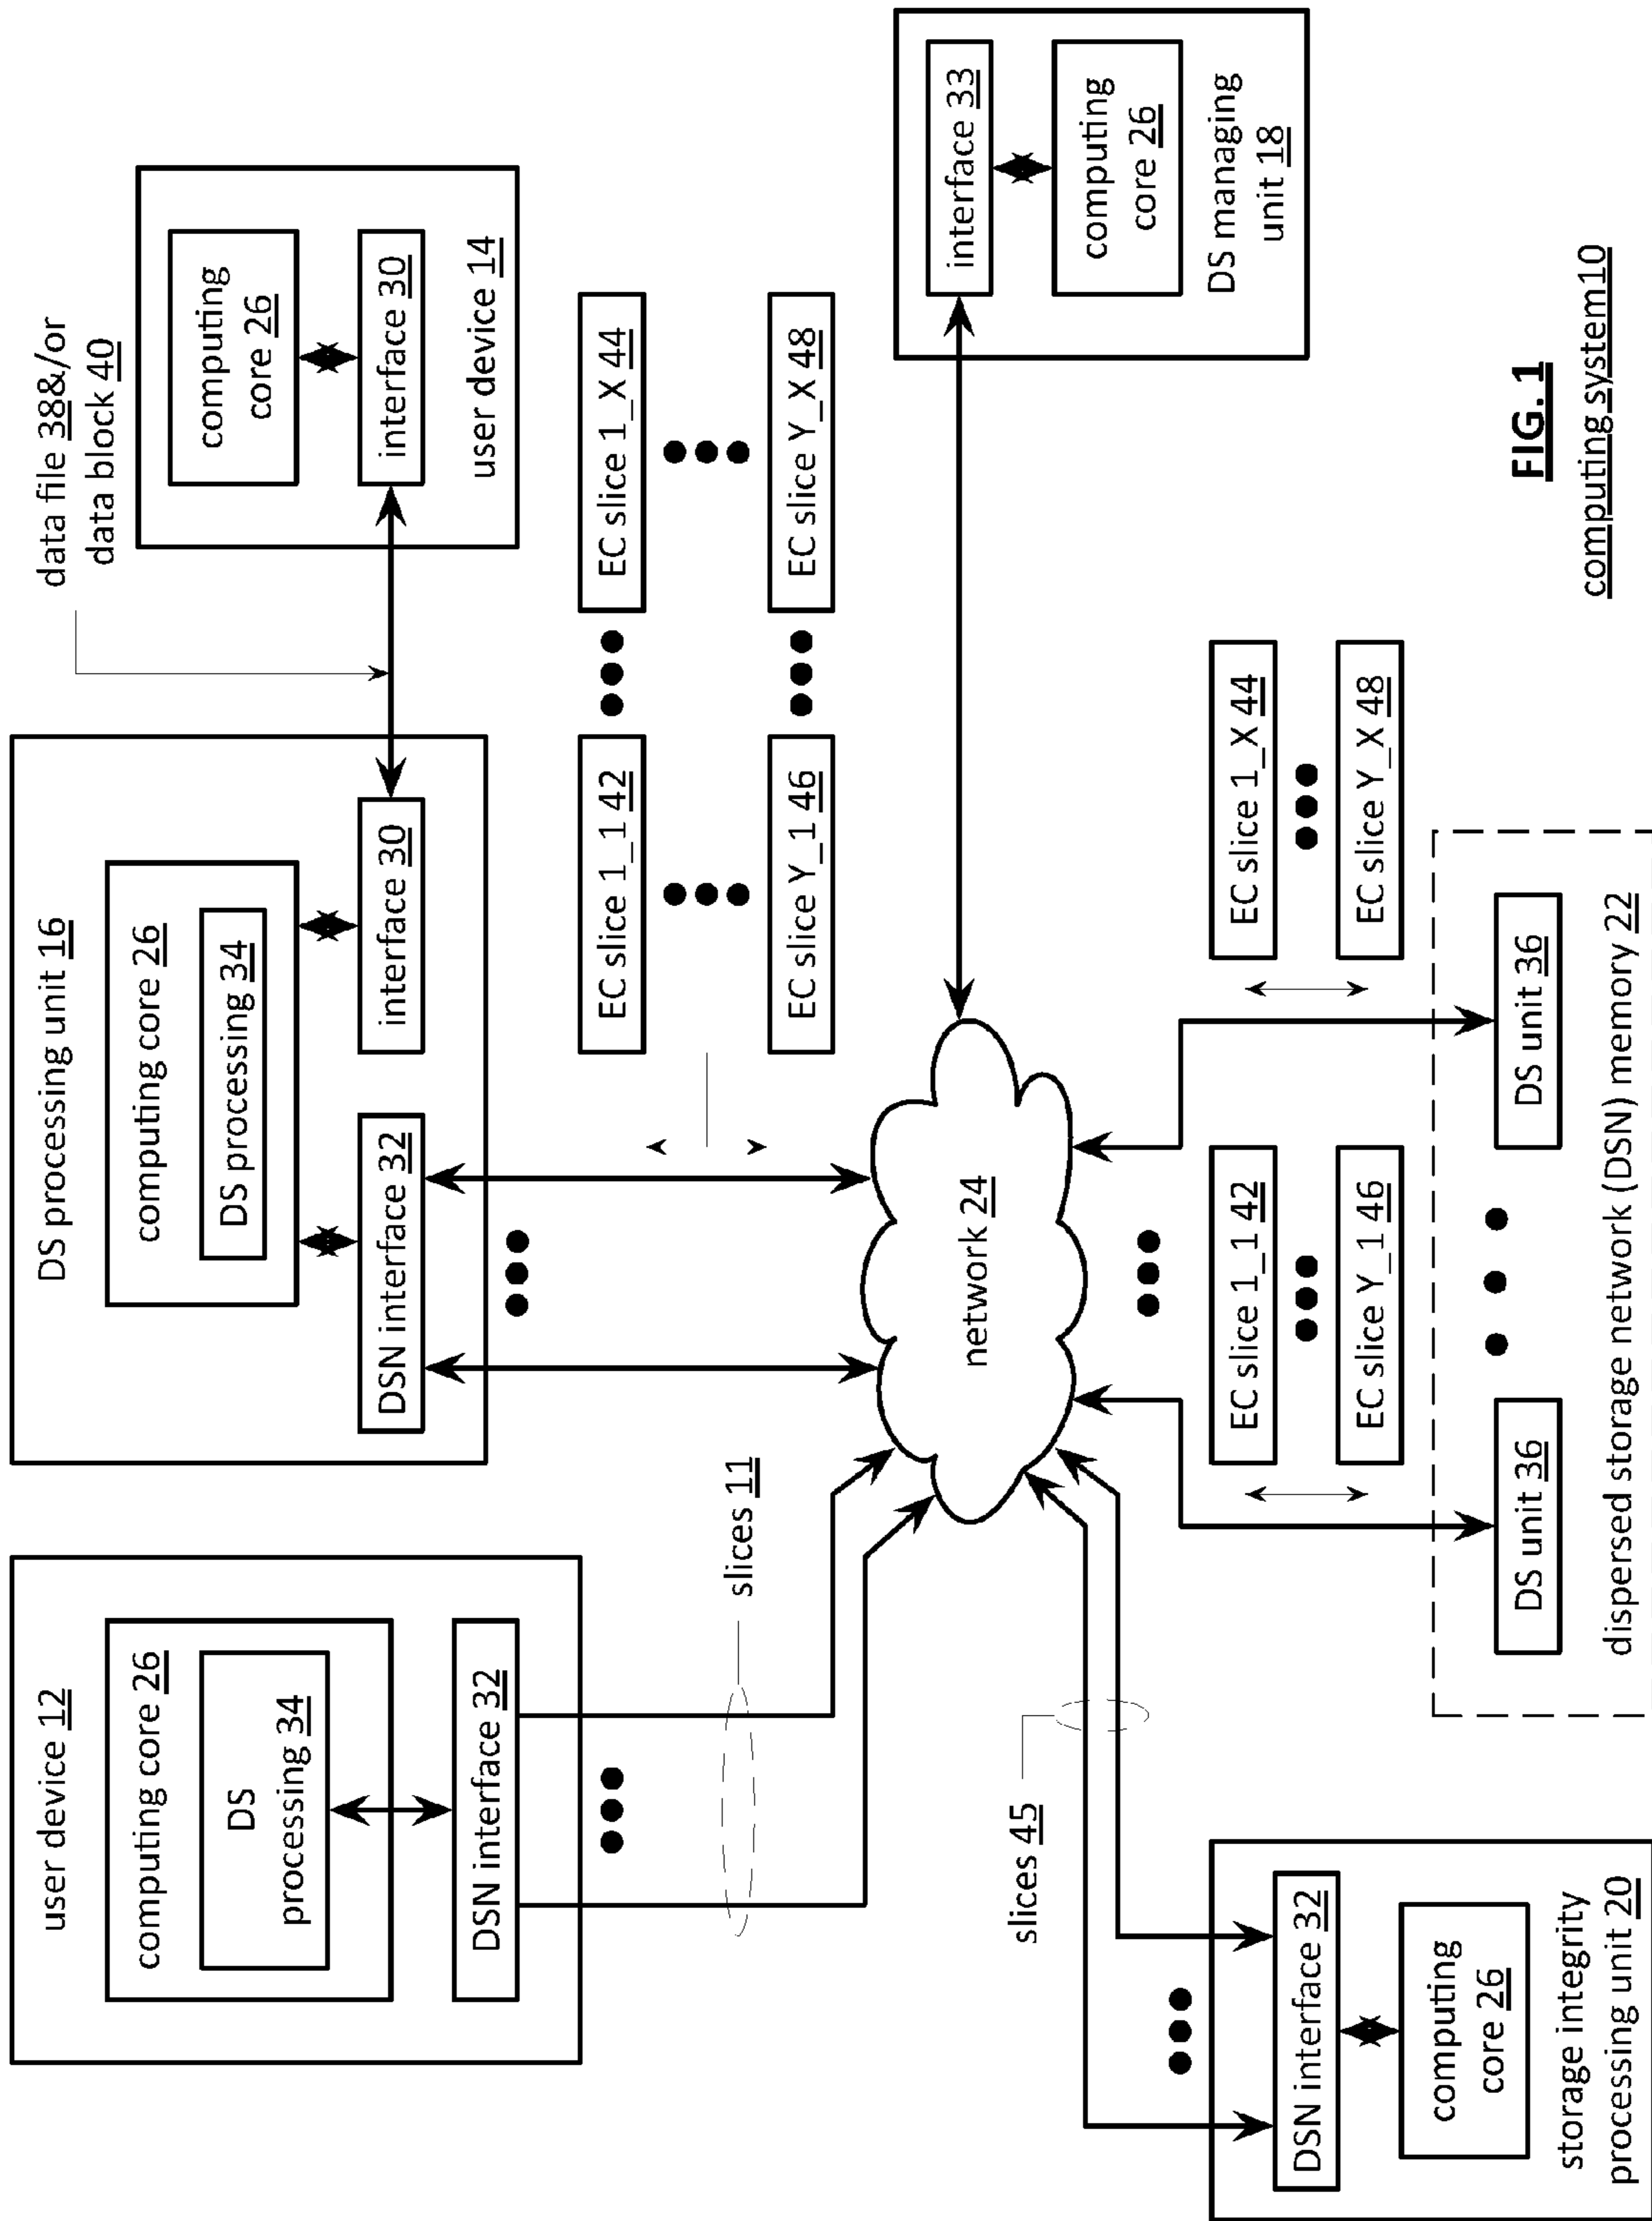 user device 12
computing core 26
DS
processing 34
DSN interface 32
slices 11
DS processing unit 16
computing core 26
DS processing 34
DSN interface 32
interface 30
data file 38&/or
data block 40
computing
core 26
interface 30
user device 14
EC slice 1_1 42
EC slice 1_X 44
EC slice Y_1 46
EC slice Y_X 48
network 24
interface 33
computing
core 26
DS managing
unit 18
slices 45
DSN interface 32
computing
core 26
storage integrity
processing unit 20
EC slice 1_1 42
EC slice Y_1 46
EC slice 1_X 44
EC slice Y_X 48
DS unit 36
DS unit 36
dispersed storage network (DSN) memory 22
FIG. 1
computing system10